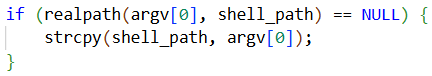 if (realpath(argv[0], shell_path) == NULL) {
    strcpy(shell_path, argv[0]);
}